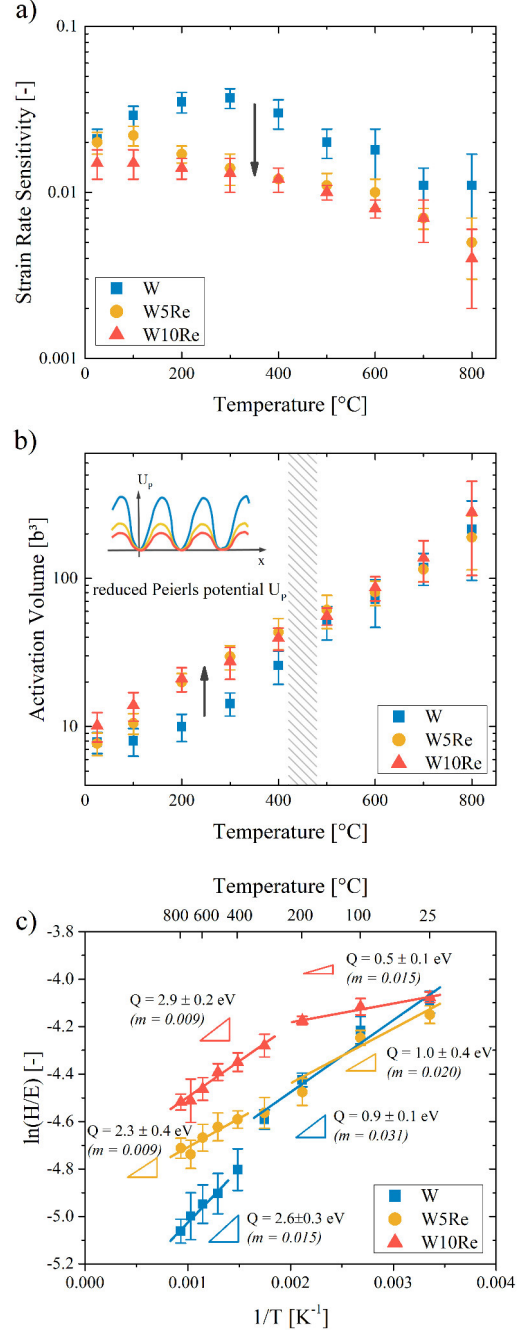 a)
0.1
0.01
0.001
Strain Rate Sensitivity [-]
W
W5Re
W10Re
0
200
400
600
800
Temperature [°C]
b)
Uₚ
x
reduced Peierls potential Uₚ
100
10
Activation Volume [b³]
W
W5Re
W10Re
0
200
400
600
800
Temperature [°C]
Temperature [°C]
c)
800
600
400
200
100
25
-3.8
-4.0
-4.2
-4.4
-4.6
-4.8
-5.0
-5.2
ln(H/E) [-]
Q = 0.5 ± 0.1 eV
(m = 0.015)
Q = 2.9 ± 0.2 eV
(m = 0.009)
Q = 1.0 ± 0.4 eV
(m = 0.020)
Q = 2.3 ± 0.4 eV
(m = 0.009)
Q = 0.9 ± 0.1 eV
(m = 0.031)
Q = 2.6±0.3 eV
(m = 0.015)
W
W5Re
W10Re
0.000
0.001
0.002
0.003
0.004
1/T [K⁻¹]